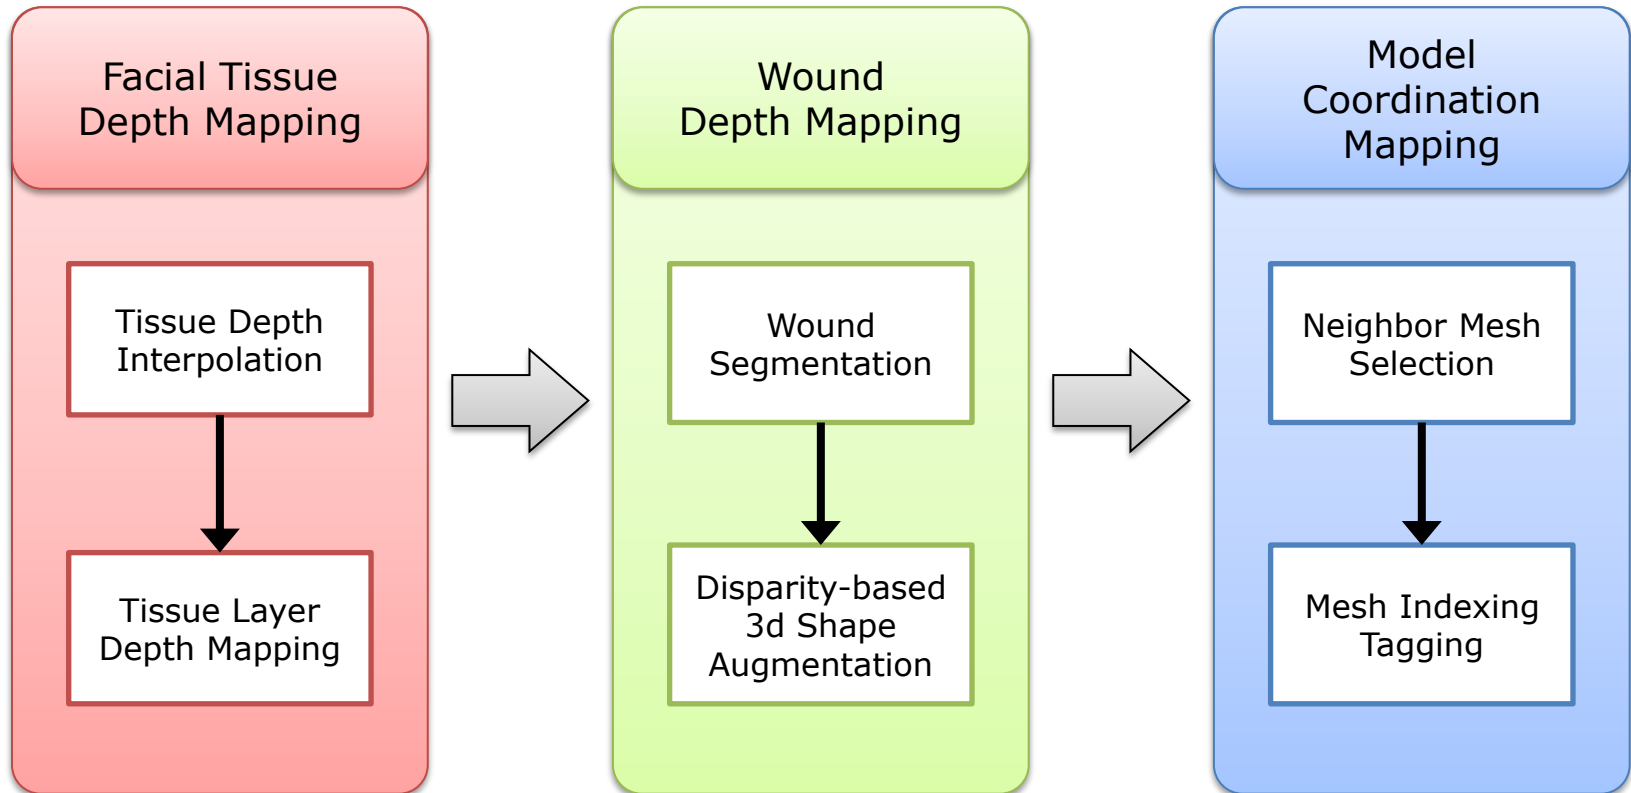 Facial Tissue
Depth Mapping
Tissue Depth
Interpolation
Tissue Layer
Depth Mapping
Wound
Depth Mapping
Wound
Segmentation
Disparity-based
3d Shape
Augmentation
Model
Coordination
Mapping
Neighbor Mesh
Selection
Mesh Indexing
Tagging